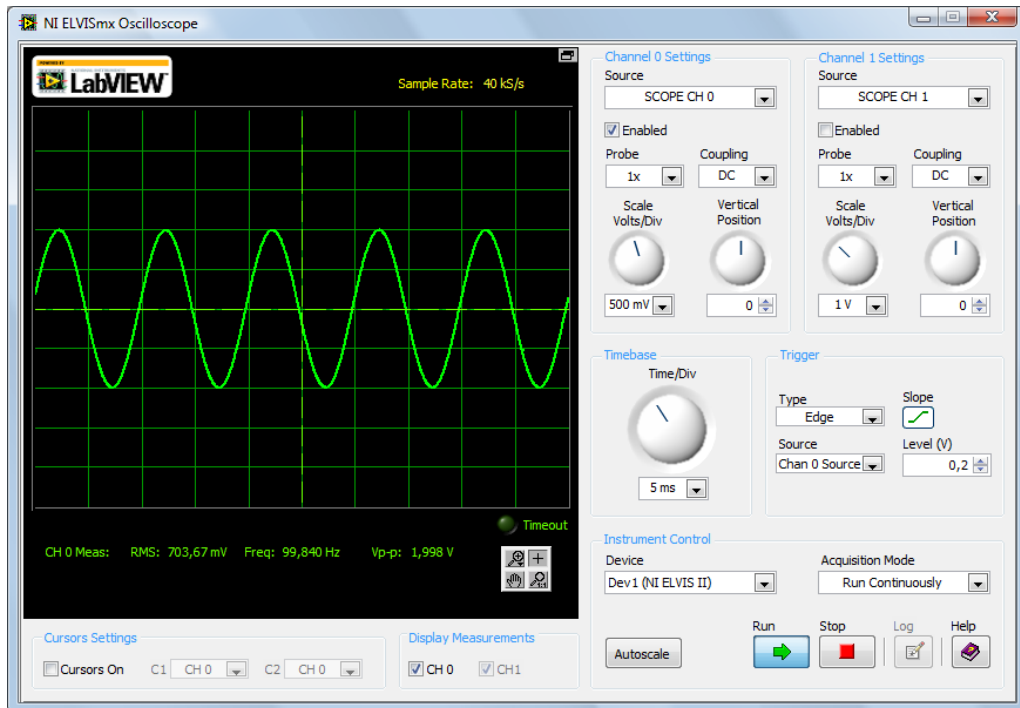 NI ELVISmx Oscilloscope
POWERED BY
LabVIEW
Sample Rate: 40 kS/s
Timeout
CH 0 Meas: RMS: 703,67 mV Freq: 99,840 Hz Vp-p: 1,998 V
Cursors Settings
Cursors On C1 CH 0 C2 CH 0
Display Measurements
CH 0 CH1
Channel 0 Settings
Source
SCOPE CH 0
Enabled
Probe Coupling
1x DC
Scale Vertical
Volts/Div Position
500 mV 0
Channel 1 Settings
Source
SCOPE CH 1
Enabled
Probe Coupling
1x DC
Scale Vertical
Volts/Div Position
1 V 0
Timebase
Time/Div
5 ms
Trigger
Type Slope
Edge
Source Level (V)
Chan 0 Source 0,2
Instrument Control
Device Acquisition Mode
Dev1 (NI ELVIS II) Run Continuously
Run Stop Log Help
Autoscale